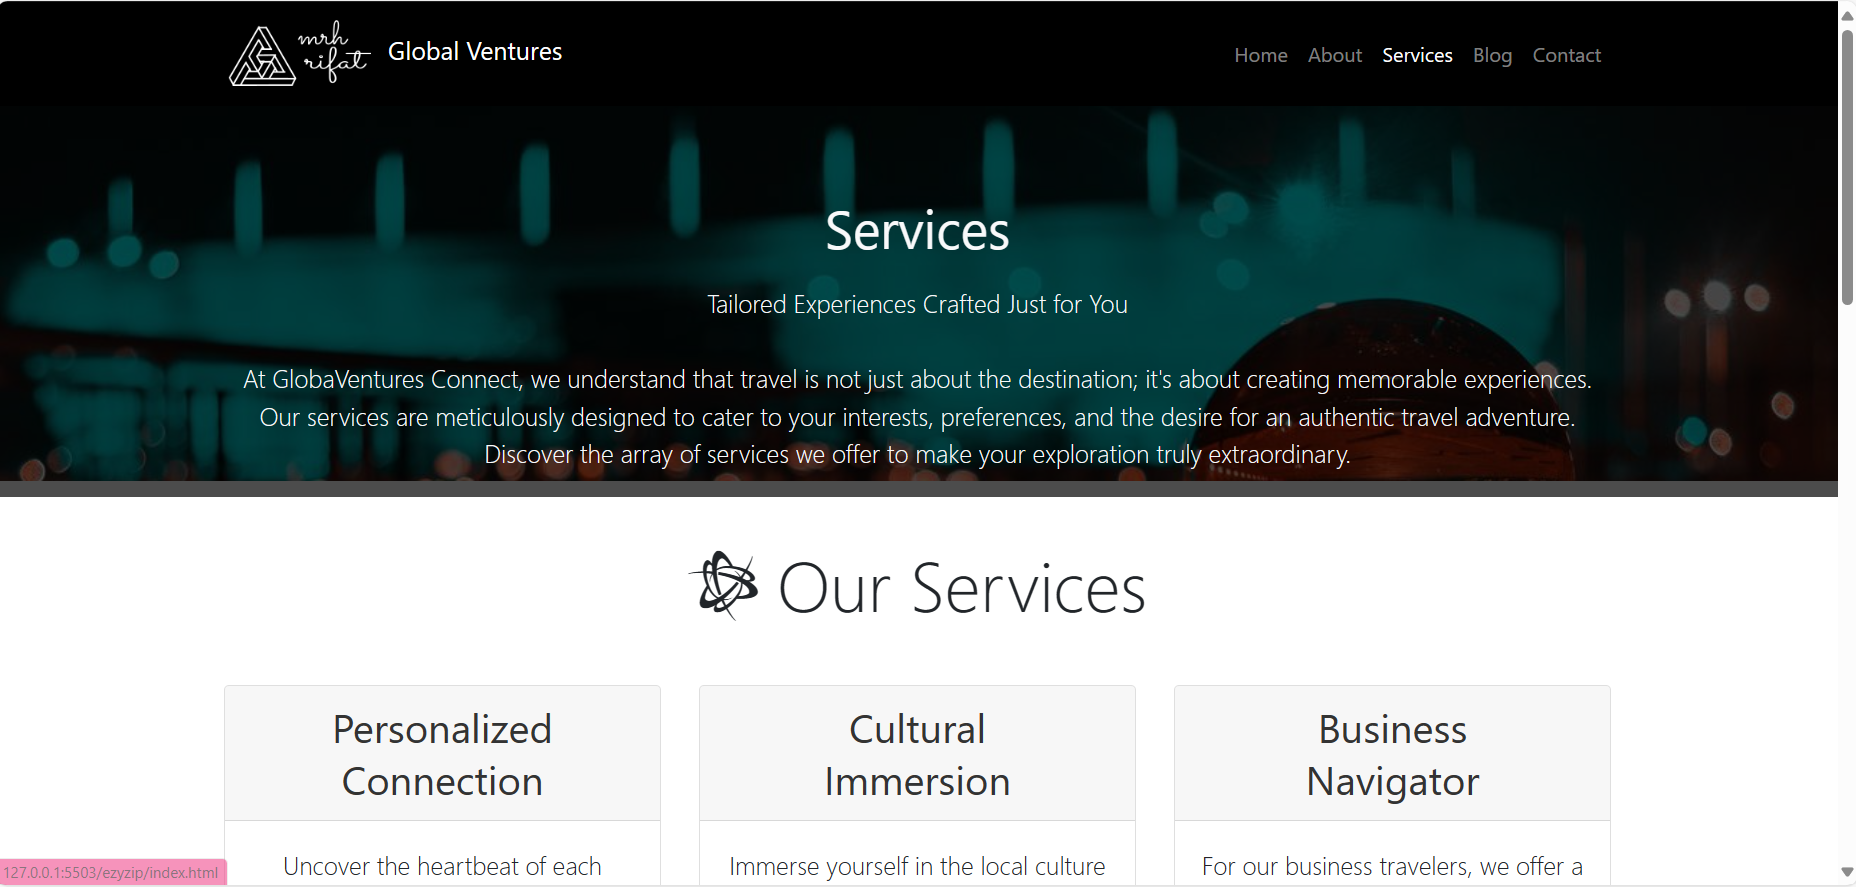 mrh
rifat
Global Ventures
Home About Services Blog Contact
Services
Tailored Experiences Crafted Just for You
At GlobaVentures Connect, we understand that travel is not just about the destination; it's about creating memorable experiences.
Our services are meticulously designed to cater to your interests, preferences, and the desire for an authentic travel adventure.
Discover the array of services we offer to make your exploration truly extraordinary.
Our Services
Personalized
Connection
Uncover the heartbeat of each
Cultural
Immersion
Immerse yourself in the local culture
Business
Navigator
For our business travelers, we offer a
127.0.0.1:5503/ezyzip/index.html